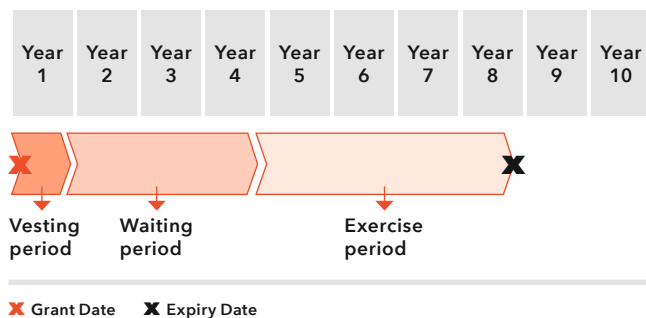 Year Year Year Year Year Year Year Year Year Year
1 2 3 4 5 6 7 8 9 10
Vesting Waiting Exercise
period period period
Grant Date Expiry Date